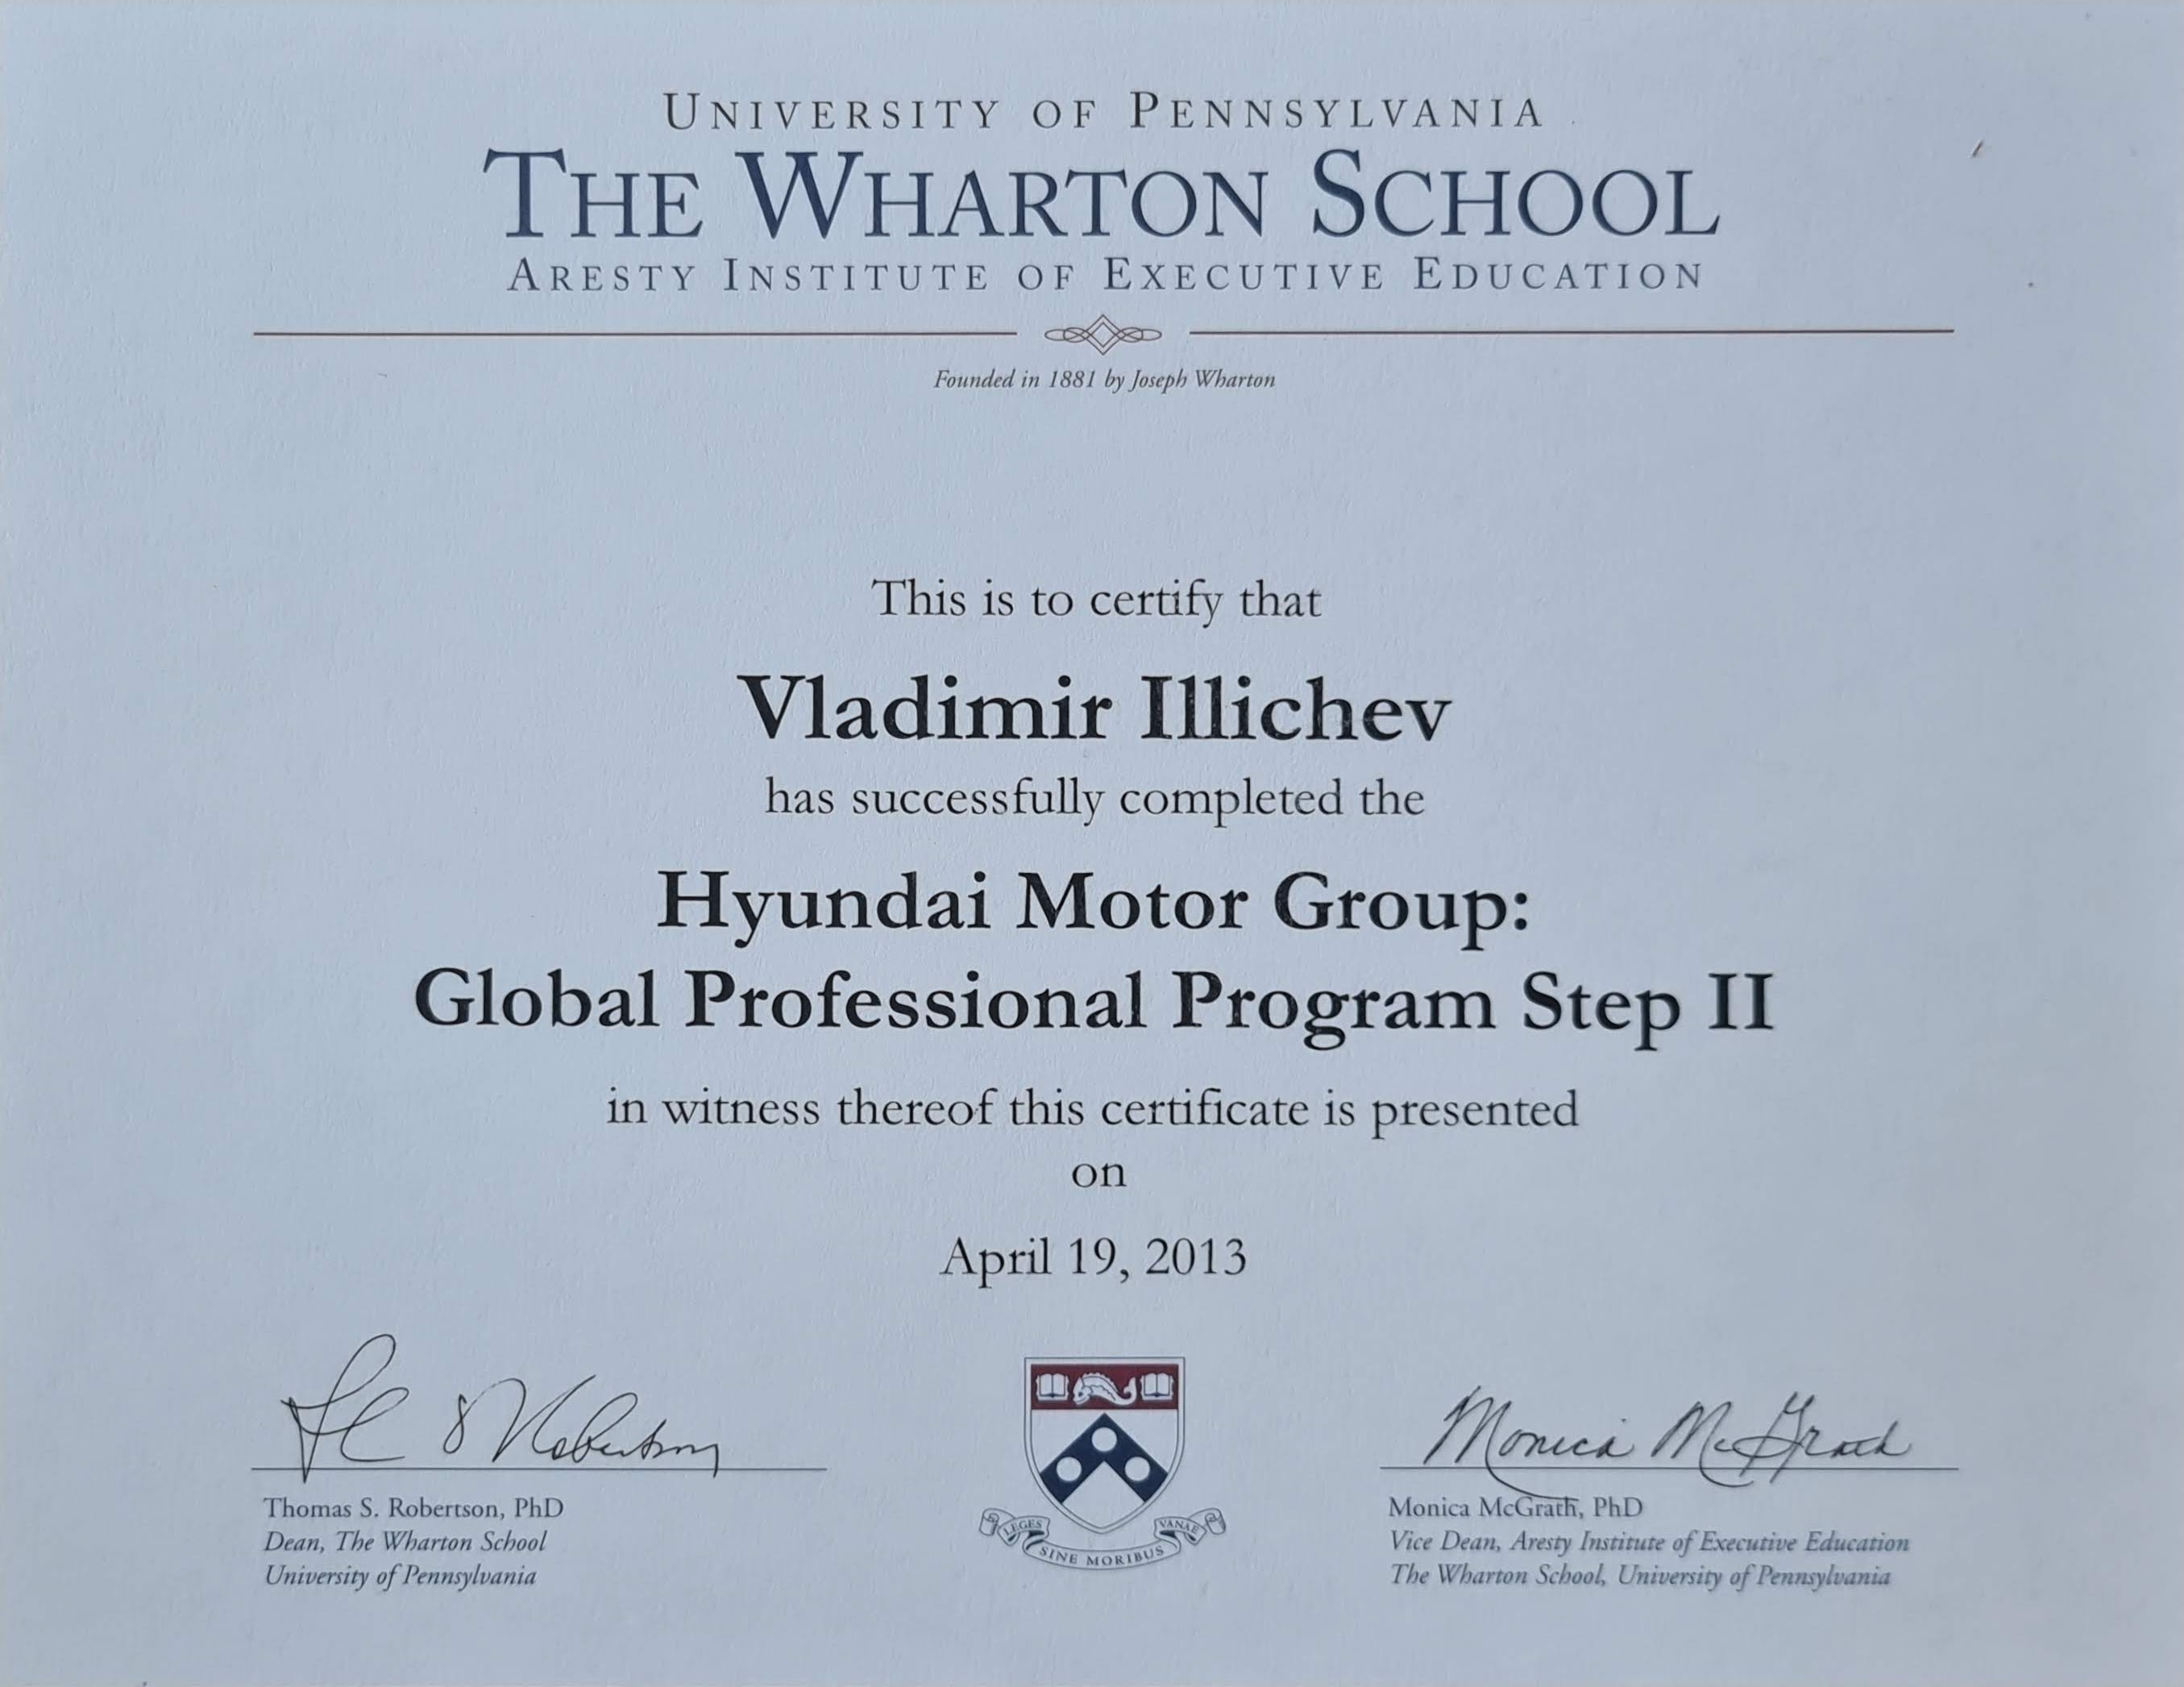 UNIVERSITY OF PENNSYLVANIA
THE WHARTON SCHOOL
ARESTY INSTITUTE OF EXECUTIVE EDUCATION
Founded in 1881 by Joseph Wharton
This is to certify that
Vladimir Illichev
has successfully completed the
Hyundai Motor Group:
Global Professional Program Step II
in witness thereof this certificate is presented
on
April 19, 2013
Monica McGrath
Thomas S. Robertson, PhD
Dean, The Wharton School
University of Pennsylvania
LEGES SINE MORIBUS VANAE
Monica McGrath, PhD
Vice Dean, Aresty Institute of Executive Education
The Wharton School, University of Pennsylvania